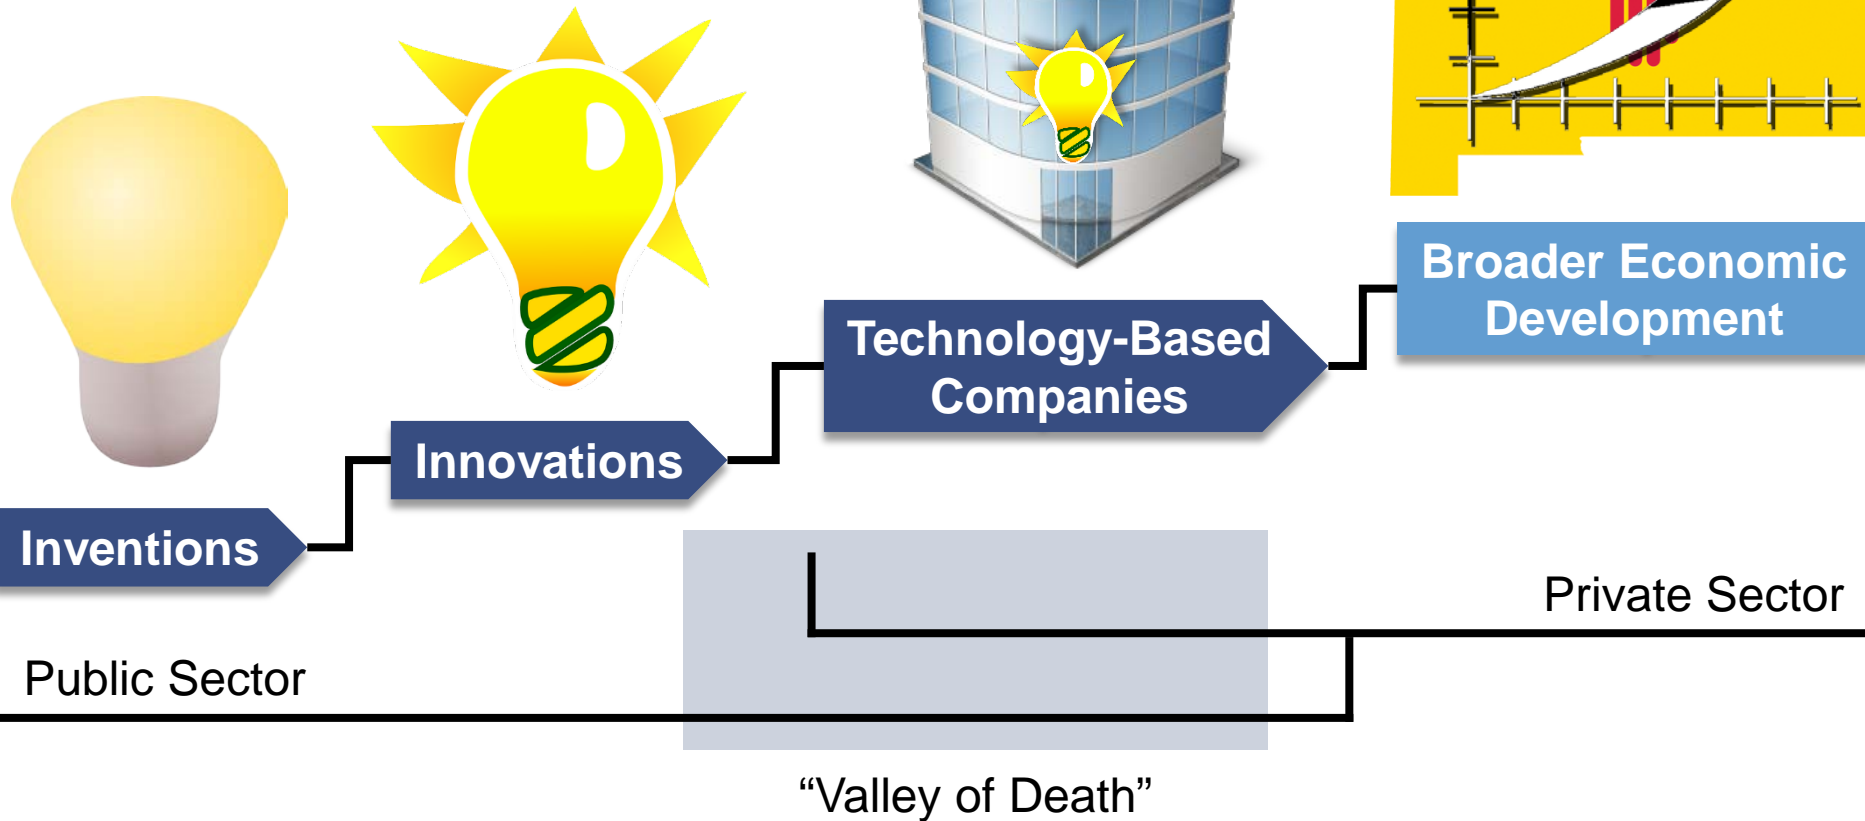 Broader Economic
Development
Technology-Based
Companies
Innovations
Inventions
Private Sector
Public Sector
“Valley of Death”